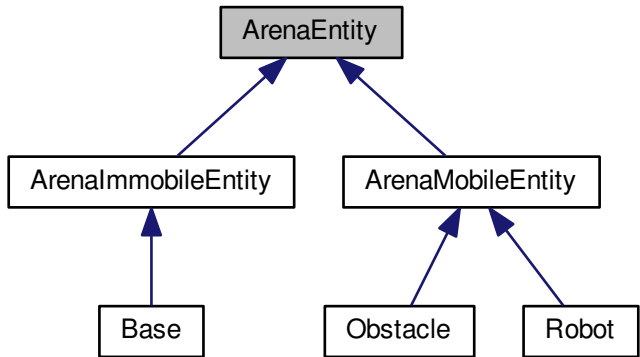 ArenaEntity
ArenaImmobileEntity
ArenaMobileEntity
Base
Obstacle
Robot